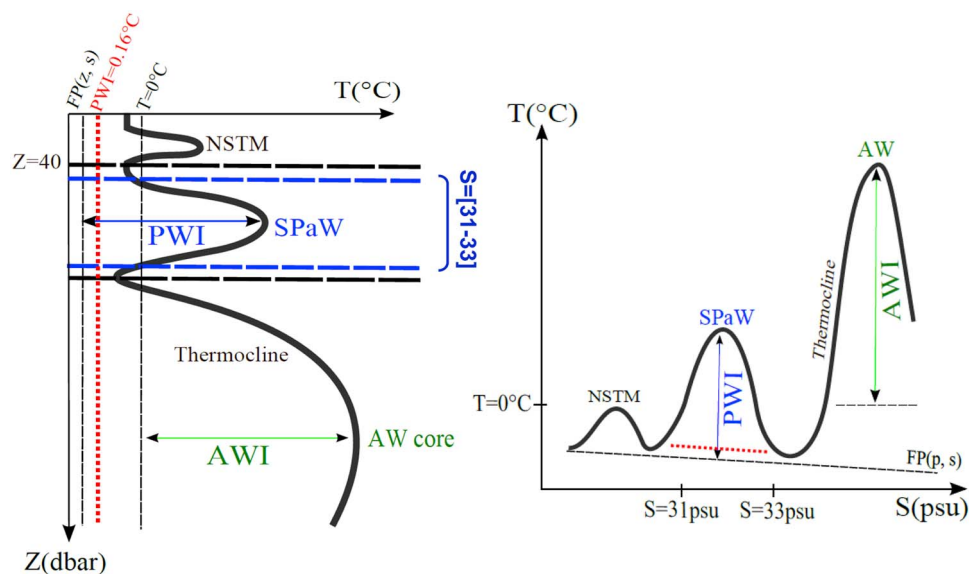 FP(z, s)
PWI=0.16°C
T=0°C
T(°C)
NSTM
Z=40
S=[31-33]
PWI
SPaW
Thermocline
AWI
AW core
Z(dbar)
T(°C)
AW
Thermocline
AWI
SPaW
PWI
NSTM
T=0°C
FP(p, s)
S=31psu
S=33psu
S(psu)